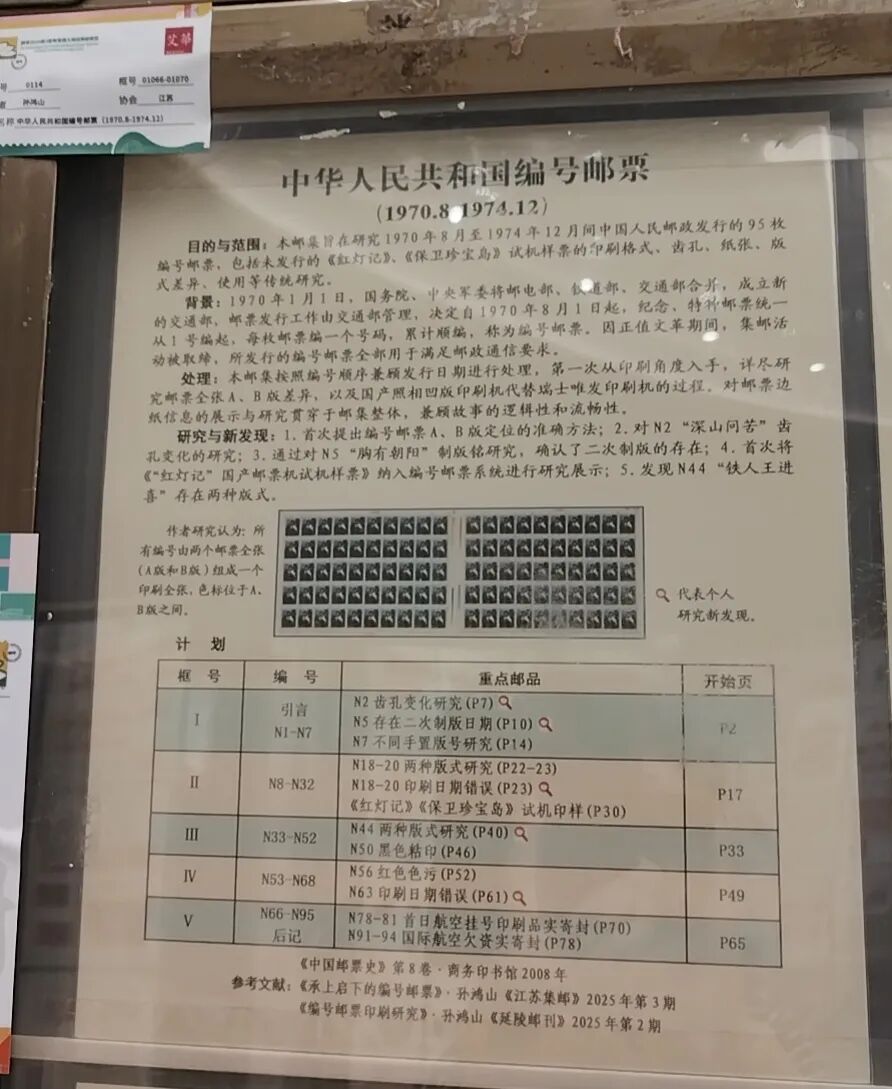 艾華
0114
框号 01066-01070
孙鸿山
协会 江苏
中华人民共和国编号邮票 (1970.8-1974.12)
中华人民共和国编号邮票
(1970.8-1974.12)
目的与范围：本邮集旨在研究1970年8月至1974年12月间中国人民邮政发行的95枚
编号邮票，包括未发行的《红灯记》、《保卫珍宝岛》试机样票的印刷格式、齿孔、纸张、版
式差异、使用等传统研究。
背景：1970年1月1日，国务院、中央军委将邮电部、铁道部、交通部合并，成立新
的交通部，邮票发行工作由交通部管理，决定自1970年8月1日起，纪念、特种邮票统一
从1号编起，每枚邮票编一个号码，累计顺编，称为编号邮票。因正值文革期间，集邮活
动被取缔，所发行的编号邮票全部用于满足邮政通信要求。
处理：本邮集按照编号顺序兼顾发行日期进行处理，第一次从印刷角度入手，详尽研
究邮票全张A、B版差异，以及国产照相凹版印刷机代替瑞士唯发印刷机的过程。对邮票边
纸信息的展示与研究贯穿于邮集整体，兼顾故事的逻辑性和流畅性。
研究与新发现：1.首次提出编号邮票A、B版定位的准确方法；2.对N2“深山问苦”齿
孔变化的研究；3.通过对N5“胸有朝阳”制版铭研究，确认了二次制版的存在；4.首次将
《“红灯记”国产邮票机试机样票》纳入编号邮票系统进行研究展示；5.发现N44“铁人王进
喜”存在两种版式。
作者研究认为：所
有编号由两个邮票全张
(A版和B版)组成一个
印刷全张，色标位于A、
B版之间。
代表个人
研究新发现。
计 划
框 号 编 号 重点邮品 开始页
I 引言 N1-N7 P2
N2齿孔变化研究(P7)
N5存在二次制版日期(P10)
N7不同手置版号研究(P14)
II N8-N32 P17
N18-20两种版式研究(P22-23)
N18-20印刷日期错误(P23)
《红灯记》《保卫珍宝岛》试机印样(P30)
III N33-N52 P33
N44两种版式研究(P40)
N50黑色粘印(P46)
IV N53-N68 P49
N56红色色污(P52)
N63印刷日期错误(P61)
V N66-N95 后记 P65
N78-81首日航空挂号印刷品实寄封(P70)
N91-94国际航空欠资实寄封(P78)
《中国邮票史》第8卷·商务印书馆2008年
参考文献：《承上启下的编号邮票》·孙鸿山《江苏集邮》2025年第3期
《编号邮票印刷研究》·孙鸿山《延陵邮刊》2025年第2期